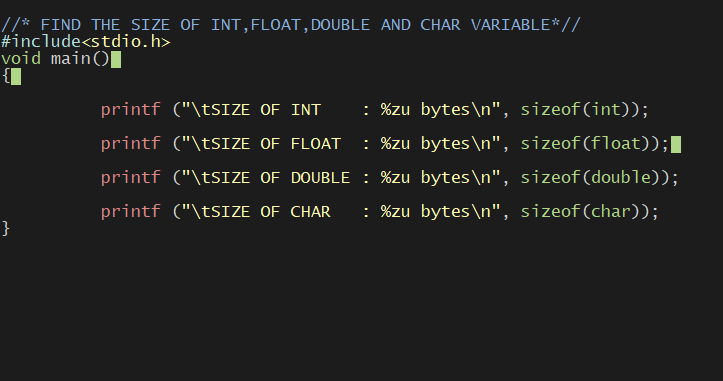 //* FIND THE SIZE OF INT,FLOAT,DOUBLE AND CHAR VARIABLE*//
#include<stdio.h>
void main()
{
printf ("\tSIZE OF INT    : %zu bytes\n", sizeof(int));
printf ("\tSIZE OF FLOAT  : %zu bytes\n", sizeof(float));
printf ("\tSIZE OF DOUBLE : %zu bytes\n", sizeof(double));
printf ("\tSIZE OF CHAR   : %zu bytes\n", sizeof(char));
}